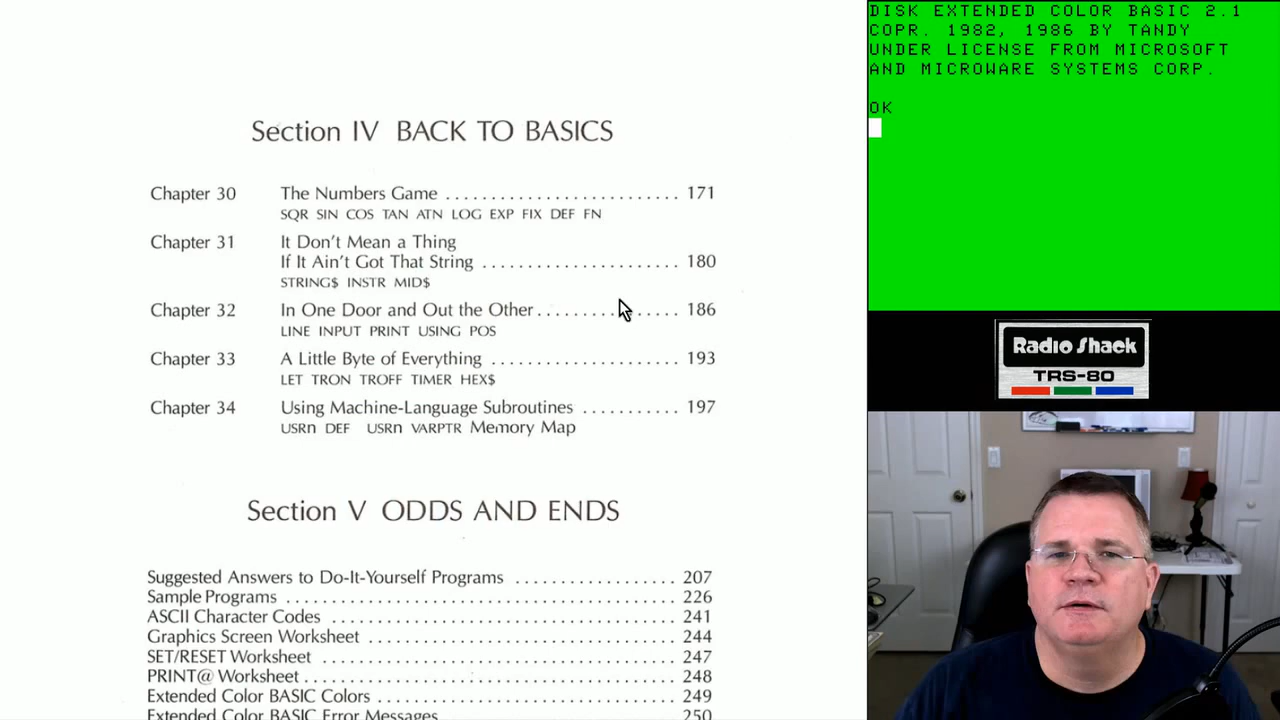 Section IV BACK TO BASICS
Chapter 30 The Numbers Game ........................... 171
SQR SIN COS TAN ATN LOG EXP FIX DEF FN
Chapter 31 It Don't Mean a Thing
If It Ain't Got That String ...................... 180
STRING$ INSTR MID$
Chapter 32 In One Door and Out the Other ................ 186
LINE INPUT PRINT USING POS
Chapter 33 A Little Byte of Everything ..................... 193
LET TRON TROFF TIMER HEX$
Chapter 34 Using Machine-Language Subroutines ........... 197
USRn DEF USRn VARPTR Memory Map
Section V ODDS AND ENDS
Suggested Answers to Do-It-Yourself Programs .................. 207
Sample Programs ........................................... 226
ASCII Character Codes ..................................... 241
Graphics Screen Worksheet ................................. 244
SET/RESET Worksheet ...................................... 247
PRINT@ Worksheet ......................................... 248
Extended Color BASIC Colors ................................ 249
Extended Color BASIC Error Messages ........................ 250
DISK EXTENDED COLOR BASIC 2.1
COPR. 1982, 1986 BY TANDY
UNDER LICENSE FROM MICROSOFT
AND MICROWARE SYSTEMS CORP.
OK
Radio Shack
TRS-80